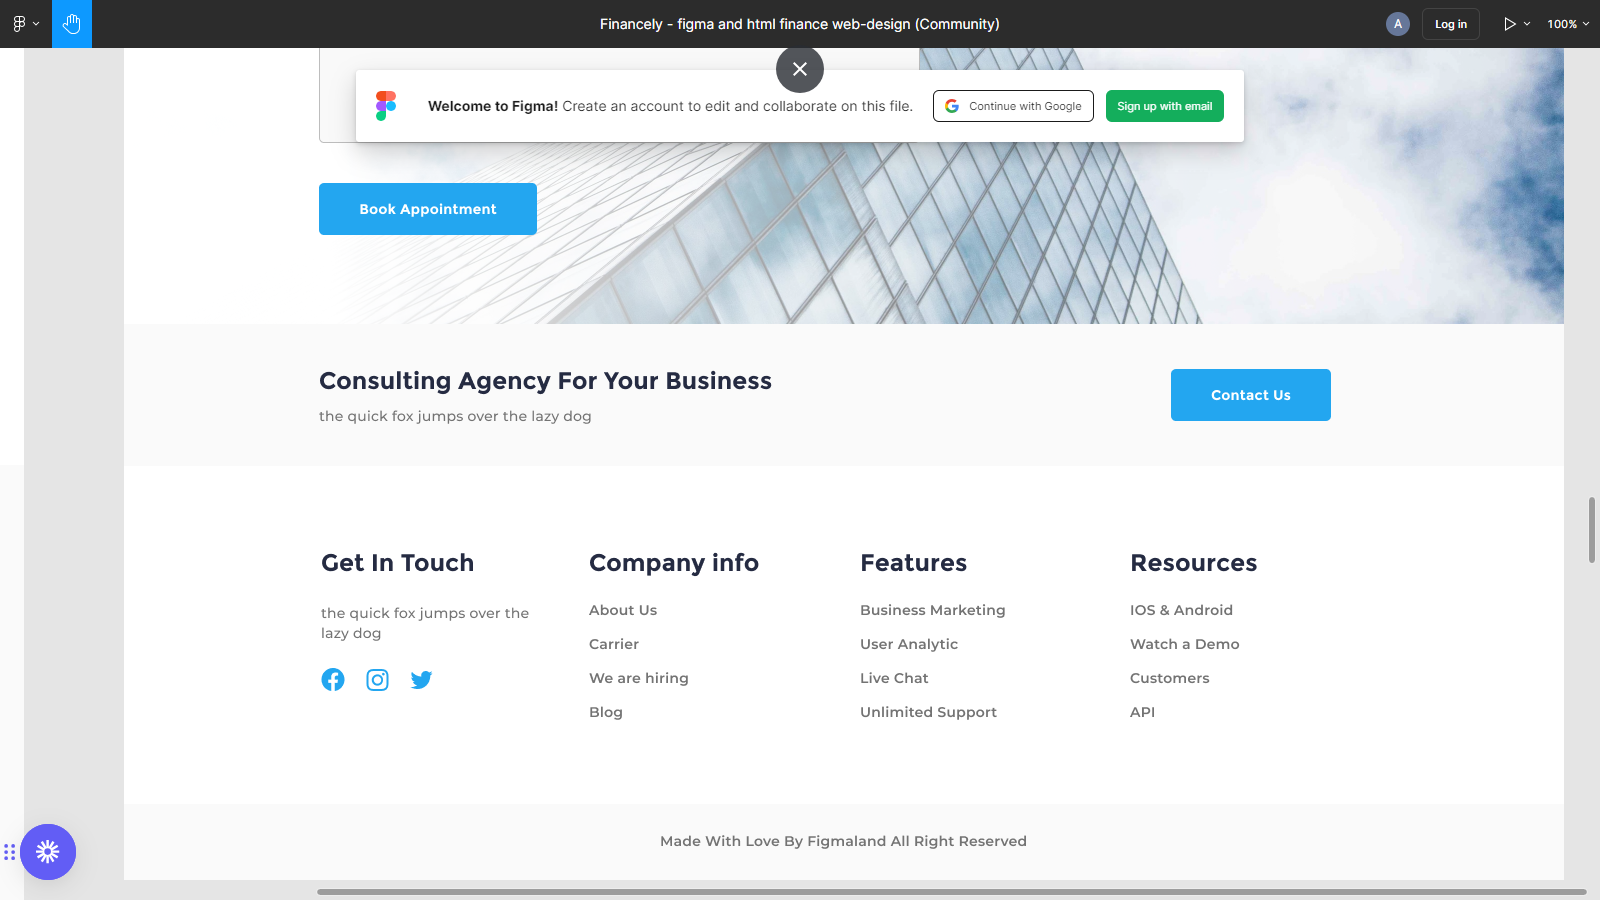 Financely - figma and html finance web-design (Community)
A
Log in
100%
Welcome to Figma! Create an account to edit and collaborate on this file.
Continue with Google
Sign up with email
Book Appointment
Consulting Agency For Your Business
the quick fox jumps over the lazy dog
Contact Us
Get In Touch
the quick fox jumps over the
lazy dog
Company info
About Us
Carrier
We are hiring
Blog
Features
Business Marketing
User Analytic
Live Chat
Unlimited Support
Resources
IOS & Android
Watch a Demo
Customers
API
Made With Love By Figmaland All Right Reserved